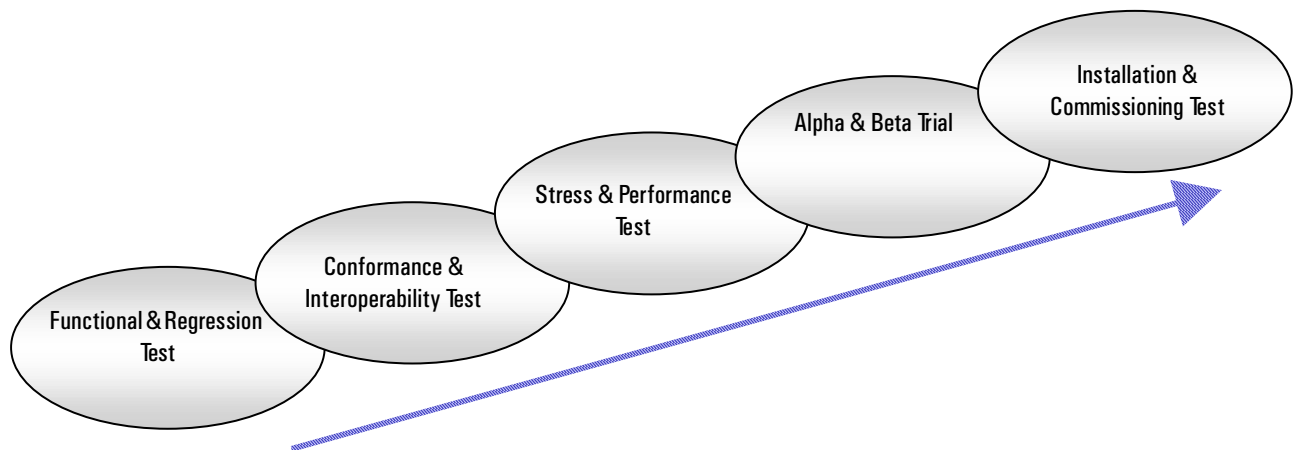 Functional & Regression
Test
Conformance &
Interoperability Test
Stress & Performance
Test
Alpha & Beta Trial
Installation &
Commissioning Test